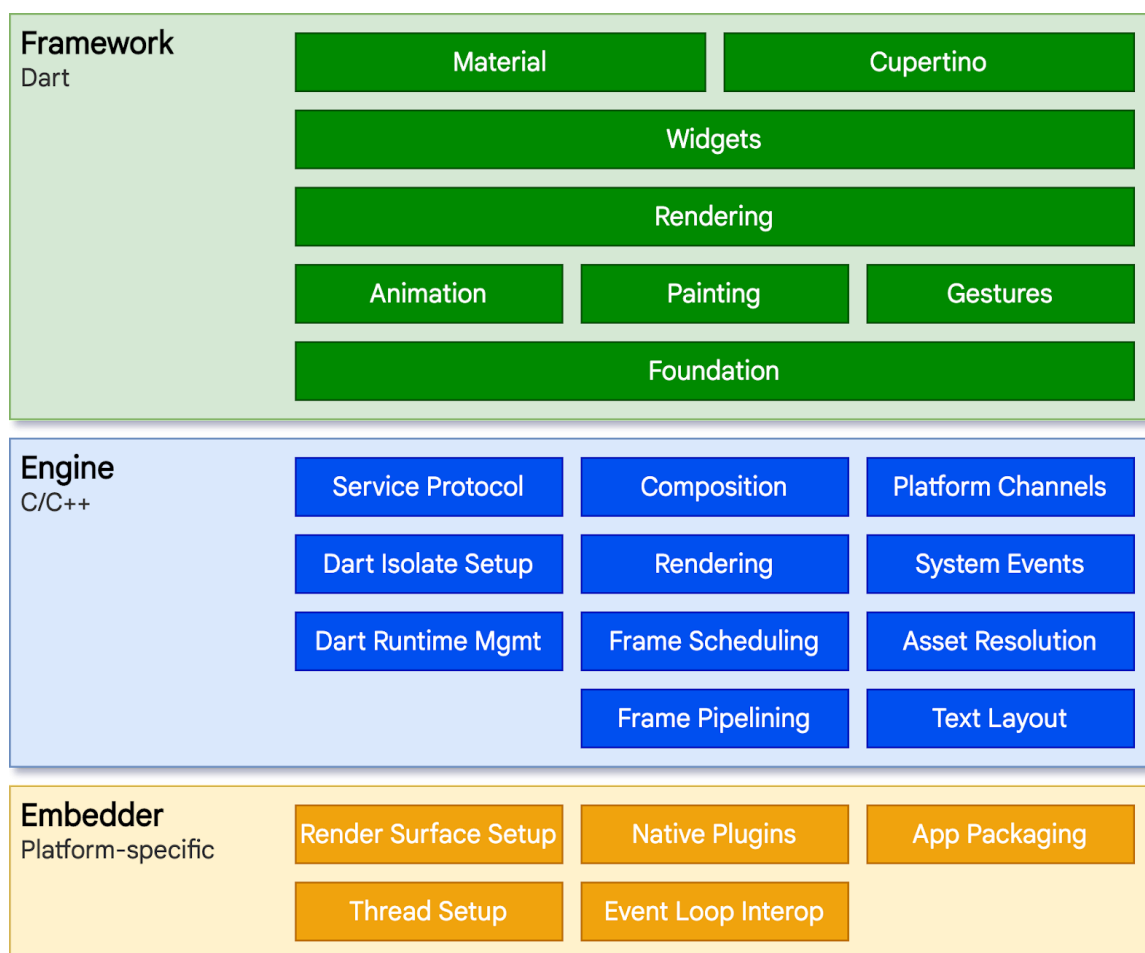 Framework
Dart
Material
Cupertino
Widgets
Rendering
Animation
Painting
Gestures
Foundation
Engine
C/C++
Service Protocol
Composition
Platform Channels
Dart Isolate Setup
Rendering
System Events
Dart Runtime Mgmt
Frame Scheduling
Asset Resolution
Frame Pipelining
Text Layout
Embedder
Platform-specific
Render Surface Setup
Native Plugins
App Packaging
Thread Setup
Event Loop Interop